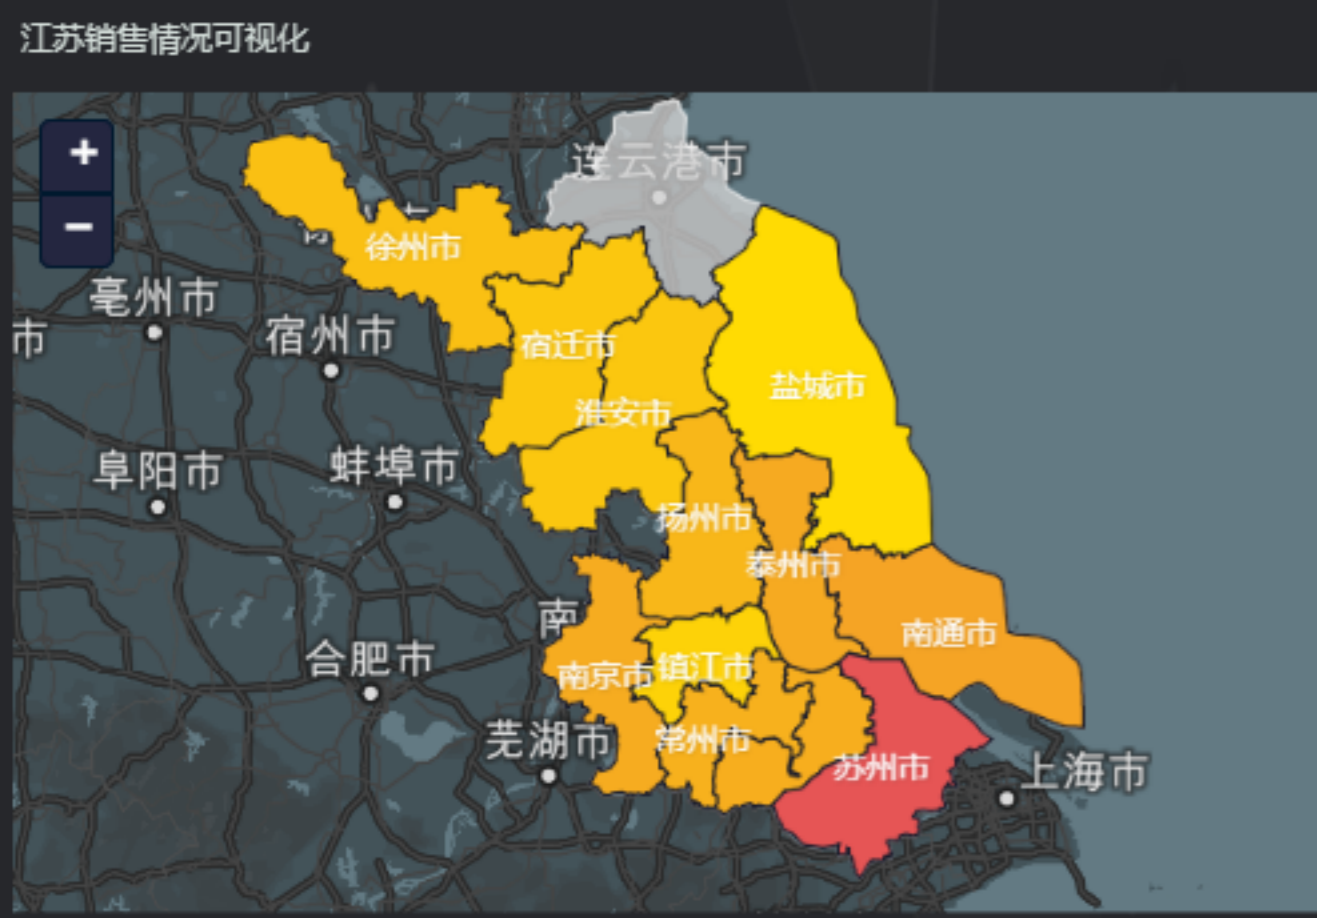 江苏销售情况可视化
+
连云港市
−
徐州市
亳州市
宿州市
市
宿迁市
盐城市
淮安市
阜阳市
蚌埠市
扬州市
泰州市
南
南通市
合肥市
南京市
镇江市
芜湖市
常州市
苏州市
上海市